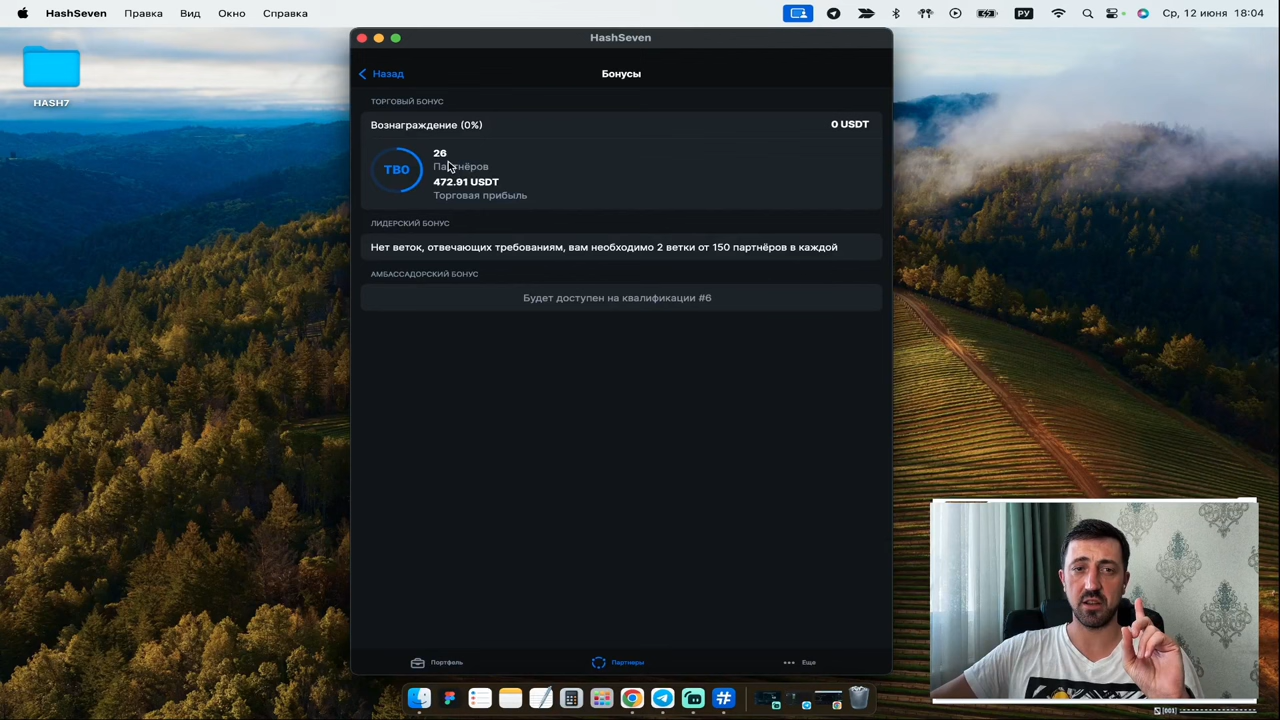 HashSeven Правка Вид Окно Справка РУ Ср, 12 июня 18:04
HASH7
HashSeven
Назад Бонусы
ТОРГОВЫЙ БОНУС
Вознаграждение (0%) 0 USDT
ТВО
26
Партнёров
472.91 USDT
Торговая прибыль
ЛИДЕРСКИЙ БОНУС
Нет веток, отвечающих требованиям, вам необходимо 2 ветки от 150 партнёров в каждой
АМБАССАДОРСКИЙ БОНУС
Будет доступен на квалификации #6
Портфель Партнеры Еще
[001]